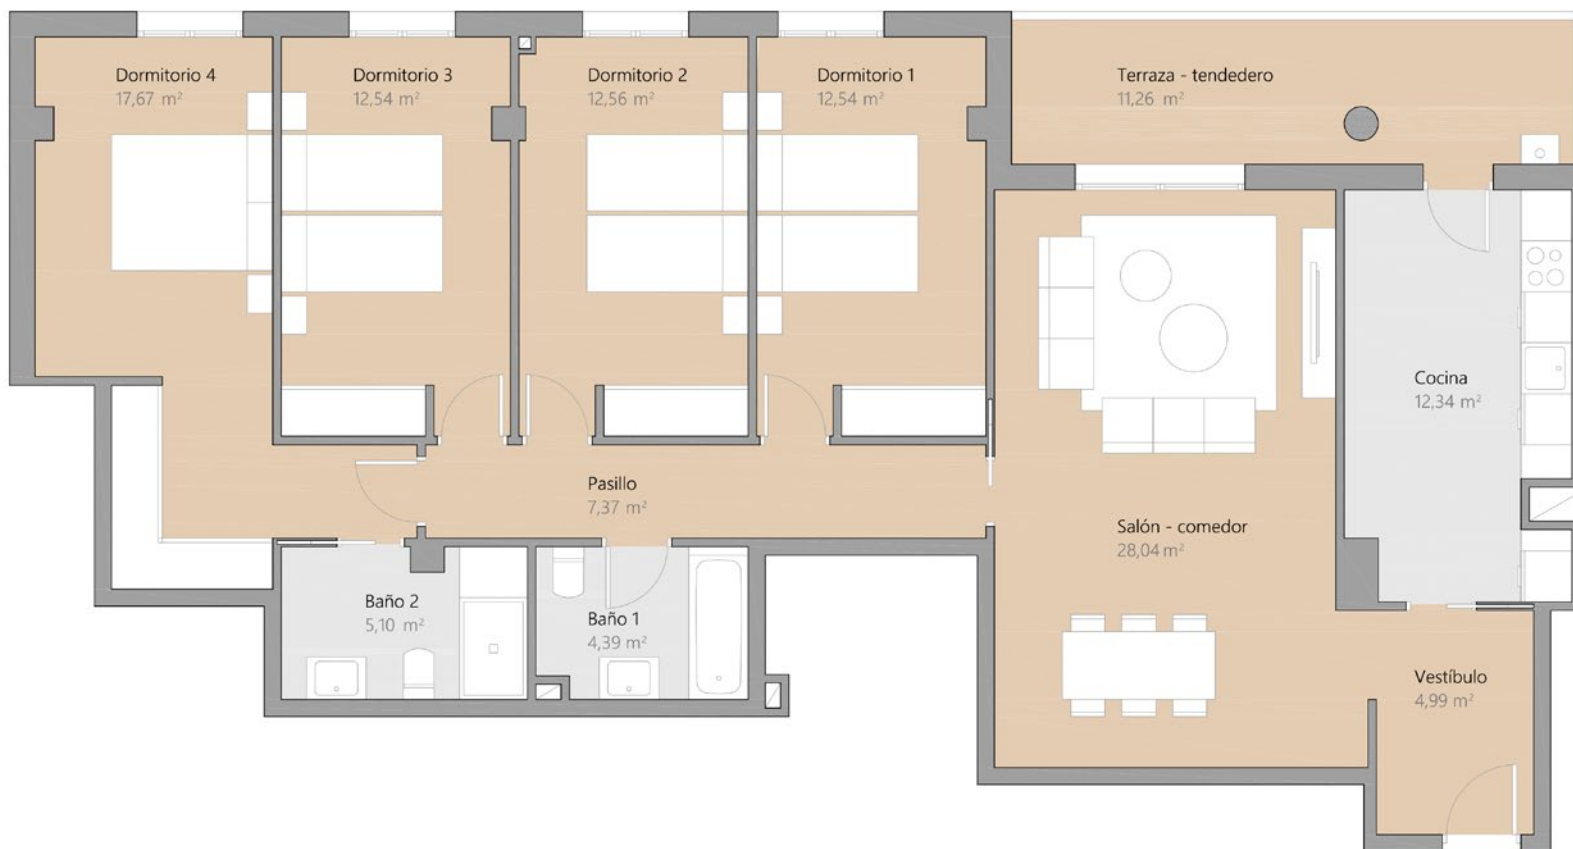 Dormitorio 4
17,67 m²
Dormitorio 3
12,54 m²
Dormitorio 2
12,56 m²
Dormitorio 1
12,54 m²
Terraza - tendedero
11,26 m²
Cocina
12,34 m²
Pasillo
7,37 m²
Salón - comedor
28,04 m²
Baño 2
5,10 m²
Baño 1
4,39 m²
Vestíbulo
4,99 m²